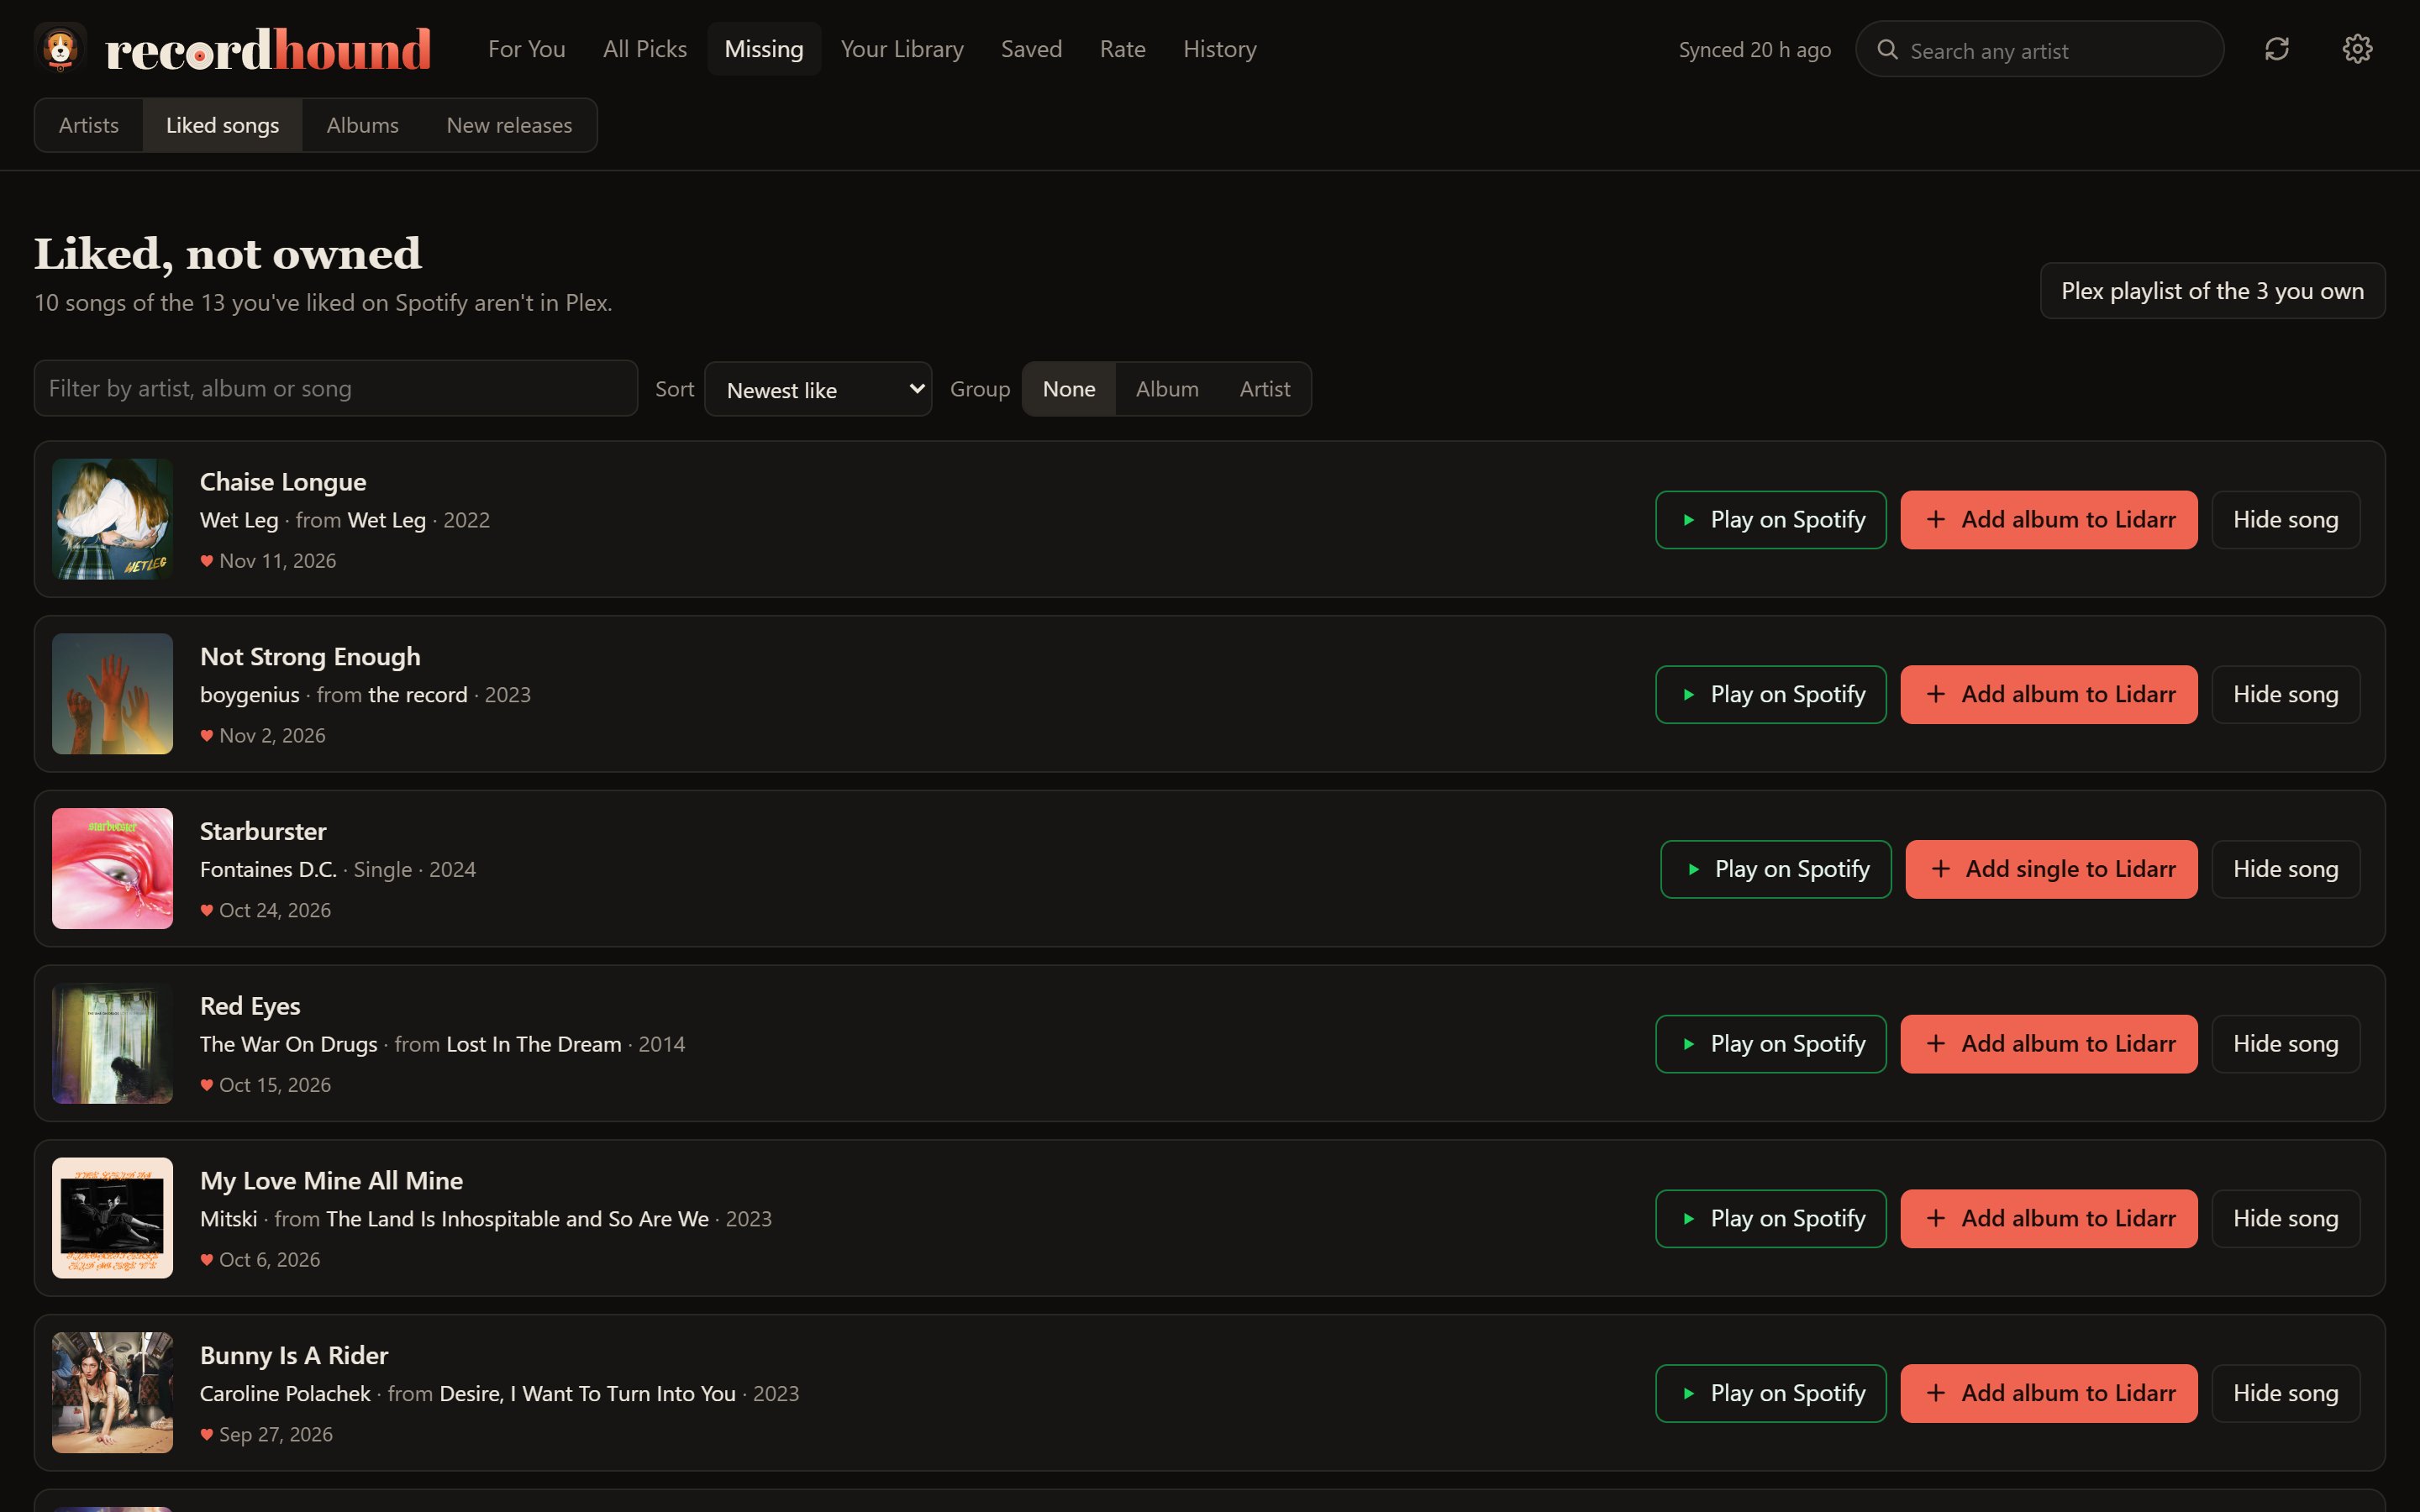 recordhound
For You
All Picks
Missing
Your Library
Saved
Rate
History
Synced 20 h ago
Search any artist
Artists
Liked songs
Albums
New releases
Liked, not owned
10 songs of the 13 you've liked on Spotify aren't in Plex.
Plex playlist of the 3 you own
Filter by artist, album or song
Sort
Newest like
Group
None
Album
Artist
WET LEG
Chaise Longue
Wet Leg · from Wet Leg · 2022
Nov 11, 2026
Play on Spotify
+ Add album to Lidarr
Hide song
Not Strong Enough
boygenius · from the record · 2023
Nov 2, 2026
Play on Spotify
+ Add album to Lidarr
Hide song
starburster
Starburster
Fontaines D.C. · Single · 2024
Oct 24, 2026
Play on Spotify
+ Add single to Lidarr
Hide song
Red Eyes
The War On Drugs · from Lost In The Dream · 2014
Oct 15, 2026
Play on Spotify
+ Add album to Lidarr
Hide song
My Love Mine All Mine
Mitski · from The Land Is Inhospitable and So Are We · 2023
Oct 6, 2026
Play on Spotify
+ Add album to Lidarr
Hide song
Bunny Is A Rider
Caroline Polachek · from Desire, I Want To Turn Into You · 2023
Sep 27, 2026
Play on Spotify
+ Add album to Lidarr
Hide song